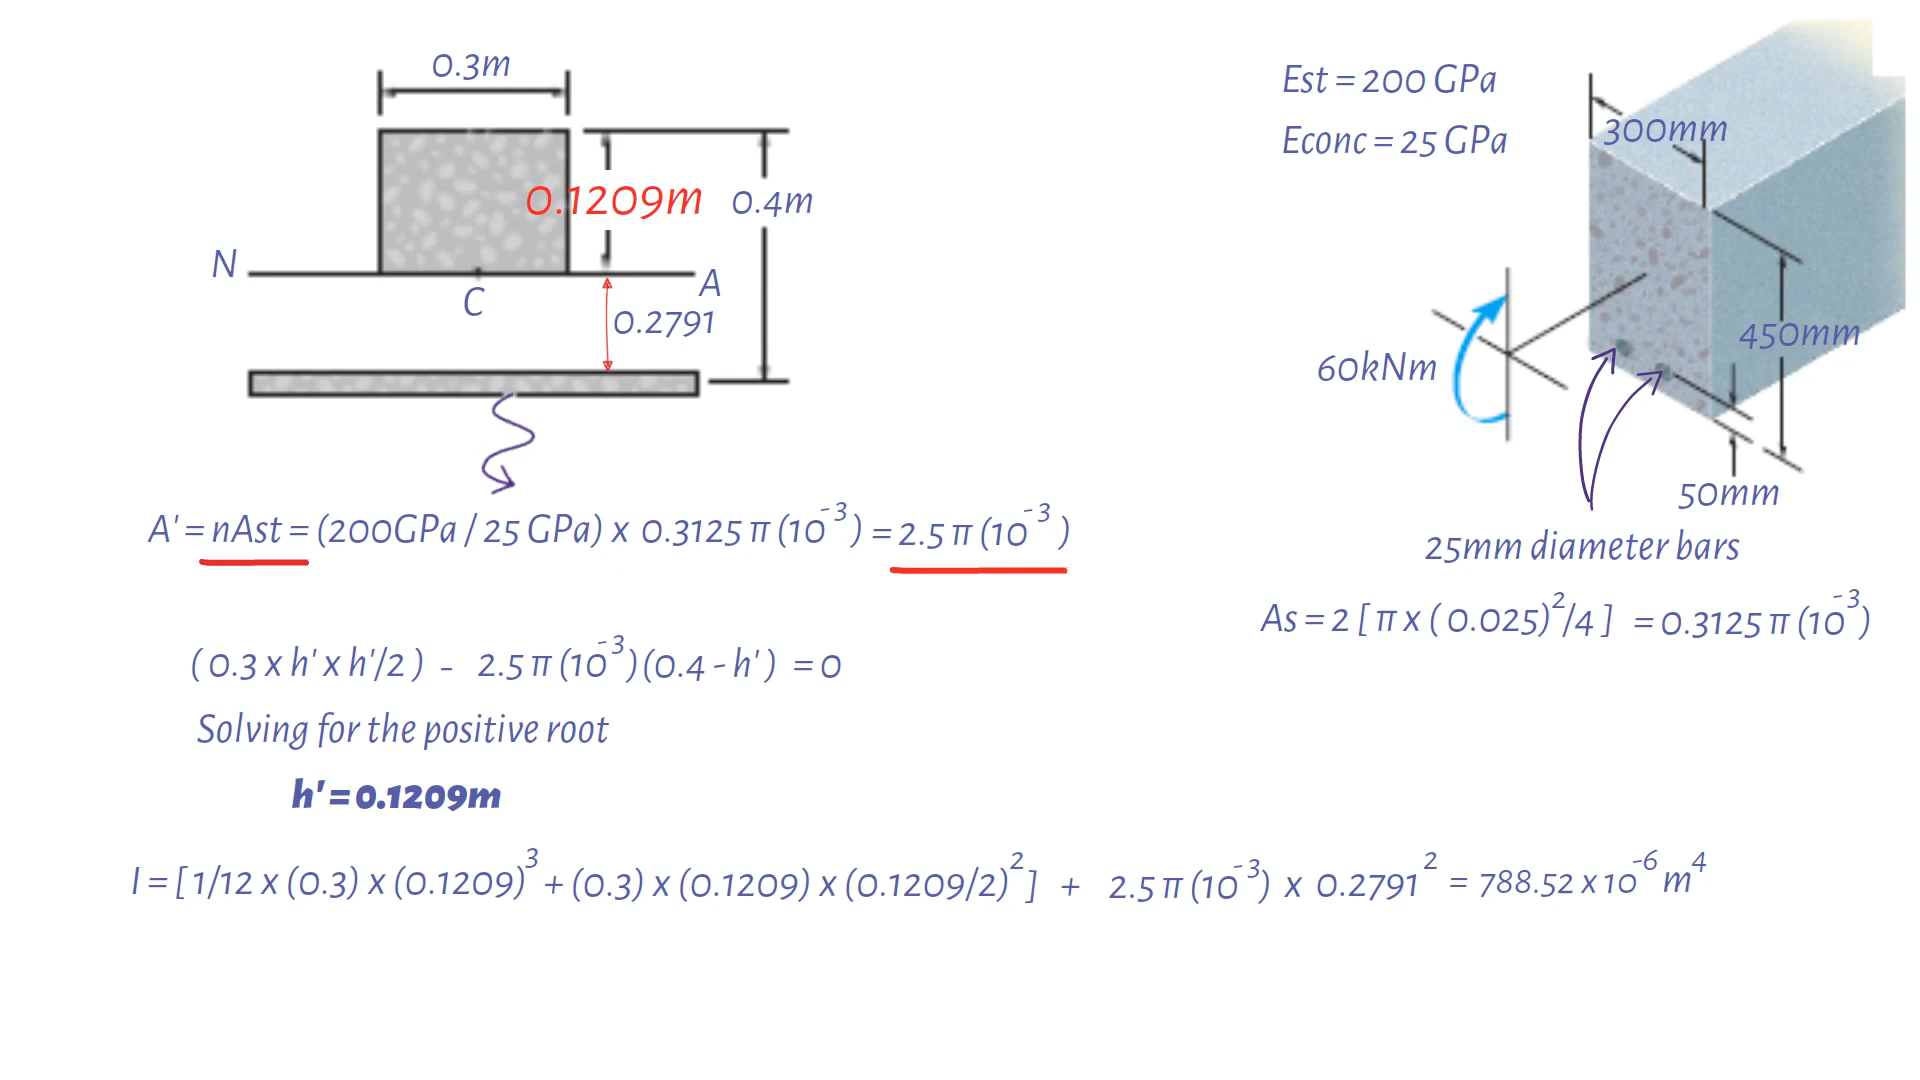 0.3m
0.1209m
0.4m
N
A
C
0.2791
A' = nAst = (200GPa / 25 GPa) x 0.3125 π (10⁻³) = 2.5 π (10⁻³)
(0.3 x h' x h'/2 ) - 2.5 π (10⁻³)(0.4 - h' ) = 0
Solving for the positive root
h' = 0.1209m
I = [ 1/12 x (0.3) x (0.1209)³ + (0.3) x (0.1209) x (0.1209/2)² ] + 2.5 π (10⁻³) x 0.2791² = 788.52 x 10⁻⁶ m⁴
Est = 200 GPa
Econc = 25 GPa
300mm
450mm
60kNm
50mm
25mm diameter bars
As = 2 [ π x ( 0.025)²/4 ] = 0.3125 π (10⁻³)